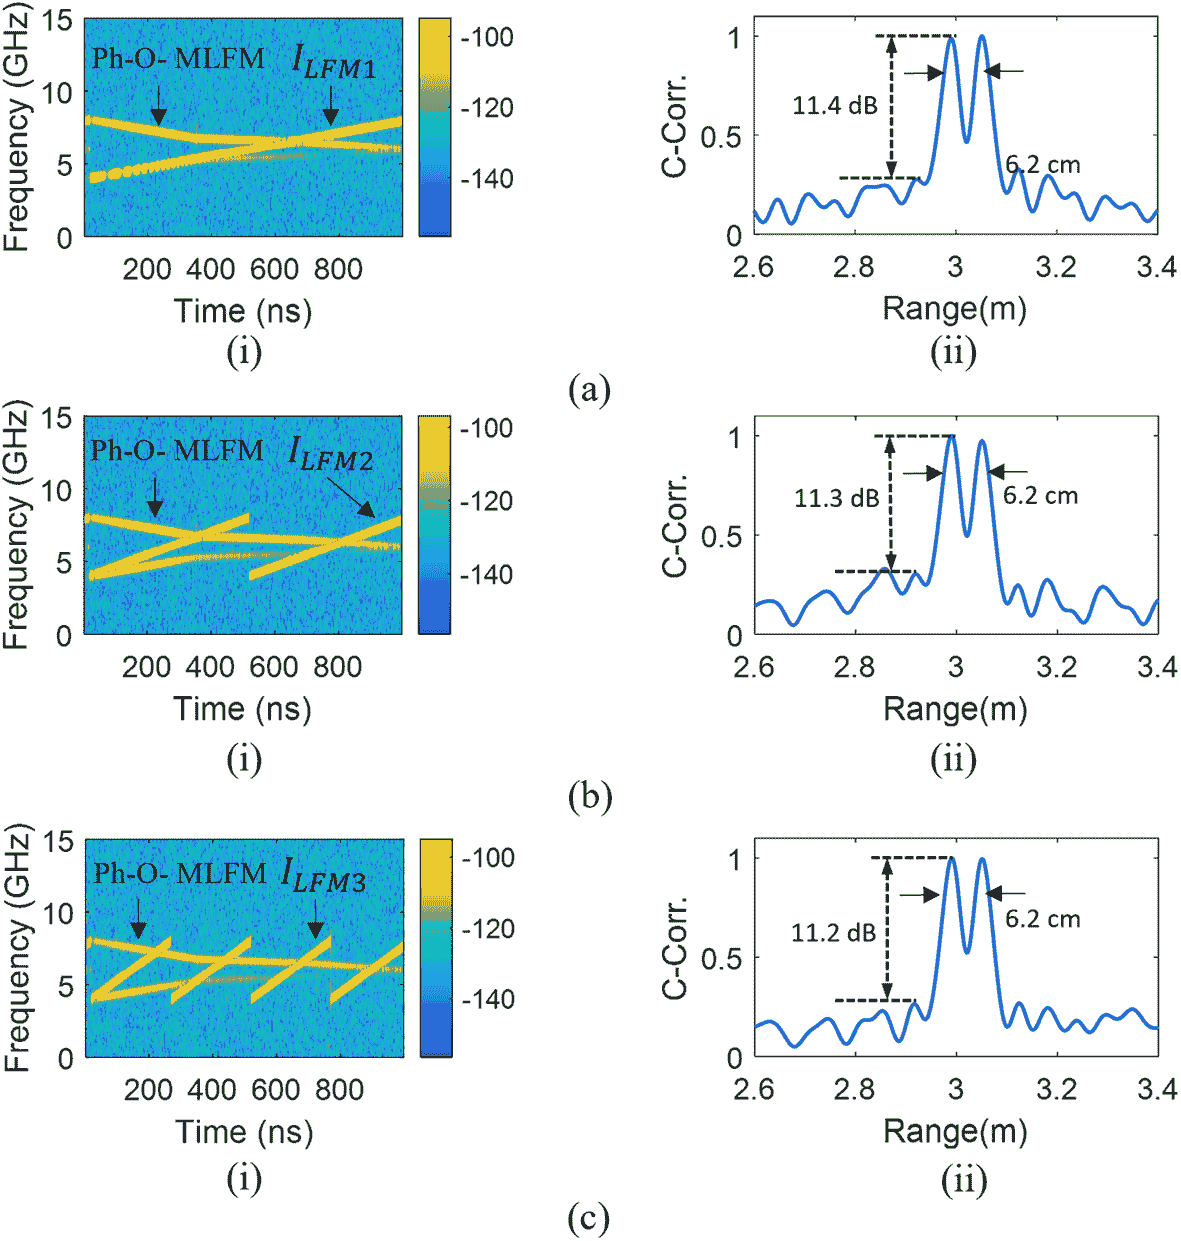 Frequency (GHz)
15
10
5
0
Ph-O- MLFM
I_LFM1
200 400 600 800
Time (ns)
-100
-120
-140
(i)
C-Corr.
1
0.5
0
11.4 dB
6.2 cm
2.6 2.8 3 3.2 3.4
Range(m)
(ii)
(a)
Frequency (GHz)
15
10
5
0
Ph-O- MLFM
I_LFM2
200 400 600 800
Time (ns)
-100
-120
-140
(i)
C-Corr.
1
0.5
0
11.3 dB
6.2 cm
2.6 2.8 3 3.2 3.4
Range(m)
(ii)
(b)
Frequency (GHz)
15
10
5
0
Ph-O- MLFM
I_LFM3
200 400 600 800
Time (ns)
-100
-120
-140
(i)
C-Corr.
1
0.5
0
11.2 dB
6.2 cm
2.6 2.8 3 3.2 3.4
Range(m)
(ii)
(c)